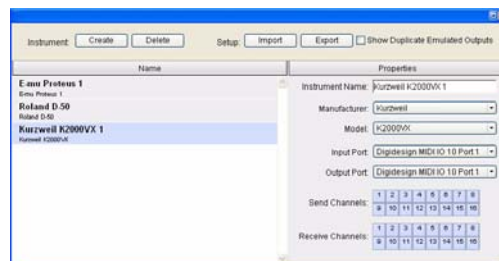 Instrument: Create Delete Setup: Import Export Show Duplicate Emulated Outputs
Name
Properties
E-mu Proteus 1
E-mu Proteus 1
Roland D-50
Roland D-50
Kurzweil K2000VX 1
Kurzweil K2000VX
Instrument Name: Kurzweil K2000VX 1
Manufacturer: Kurzweil
Model: K2000VX
Input Port: Digidesign MIDI IO 10 Port 1
Output Port: Digidesign MIDI IO 10 Port 1
Send Channels: 1 2 3 4 5 6 7 8
9 10 11 12 13 14 15 16
Receive Channels: 1 2 3 4 5 6 7 8
9 10 11 12 13 14 15 16